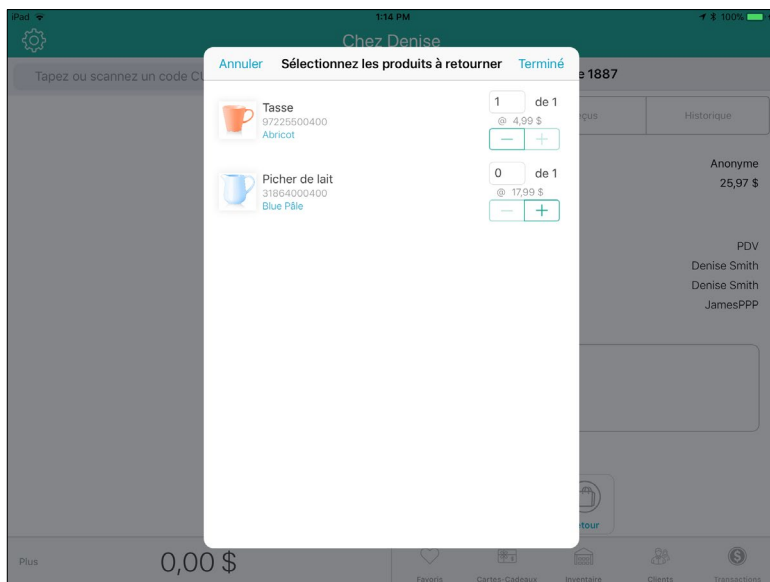 iPad
1:14 PM
100%
Chez Denise
Annuler Sélectionnez les produits à retourner Terminé
Tapez ou scannez un code CU
e 1887
Tasse
97225500400
Abricot
1 de 1
@ 4,99 $
− +
çus
Historique
Picher de lait
31864000400
Blue Pâle
0 de 1
@ 17,99 $
− +
Anonyme
25,97 $
PDV
Denise Smith
Denise Smith
JamesPPP
etour
Plus
0,00 $
Favoris
Cartes-Cadeaux
Inventaire
Clients
Transactions